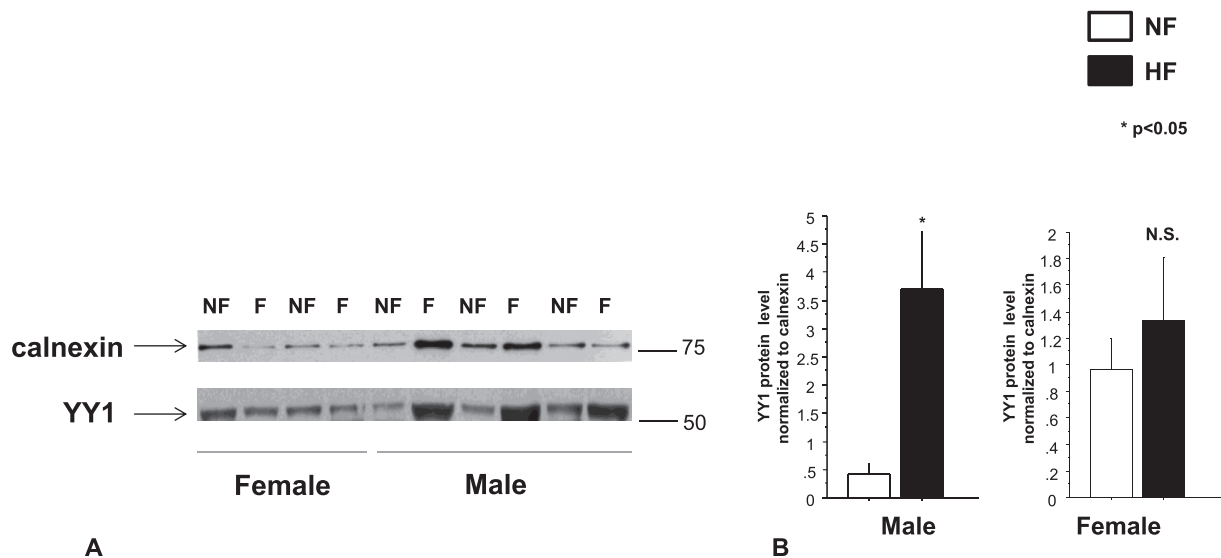 NF
HF
* p<0.05
NF F NF F NF F NF F NF F
calnexin
75
YY1
50
Female Male
A
YY1 protein level
normalized to calnexin
5
4.5
4
3.5
3
2.5
2
1.5
1
.5
0
*
Male
B
YY1 protein level
normalized to calnexin
2
1.8
1.6
1.4
1.2
1
.8
.6
.4
.2
0
N.S.
Female